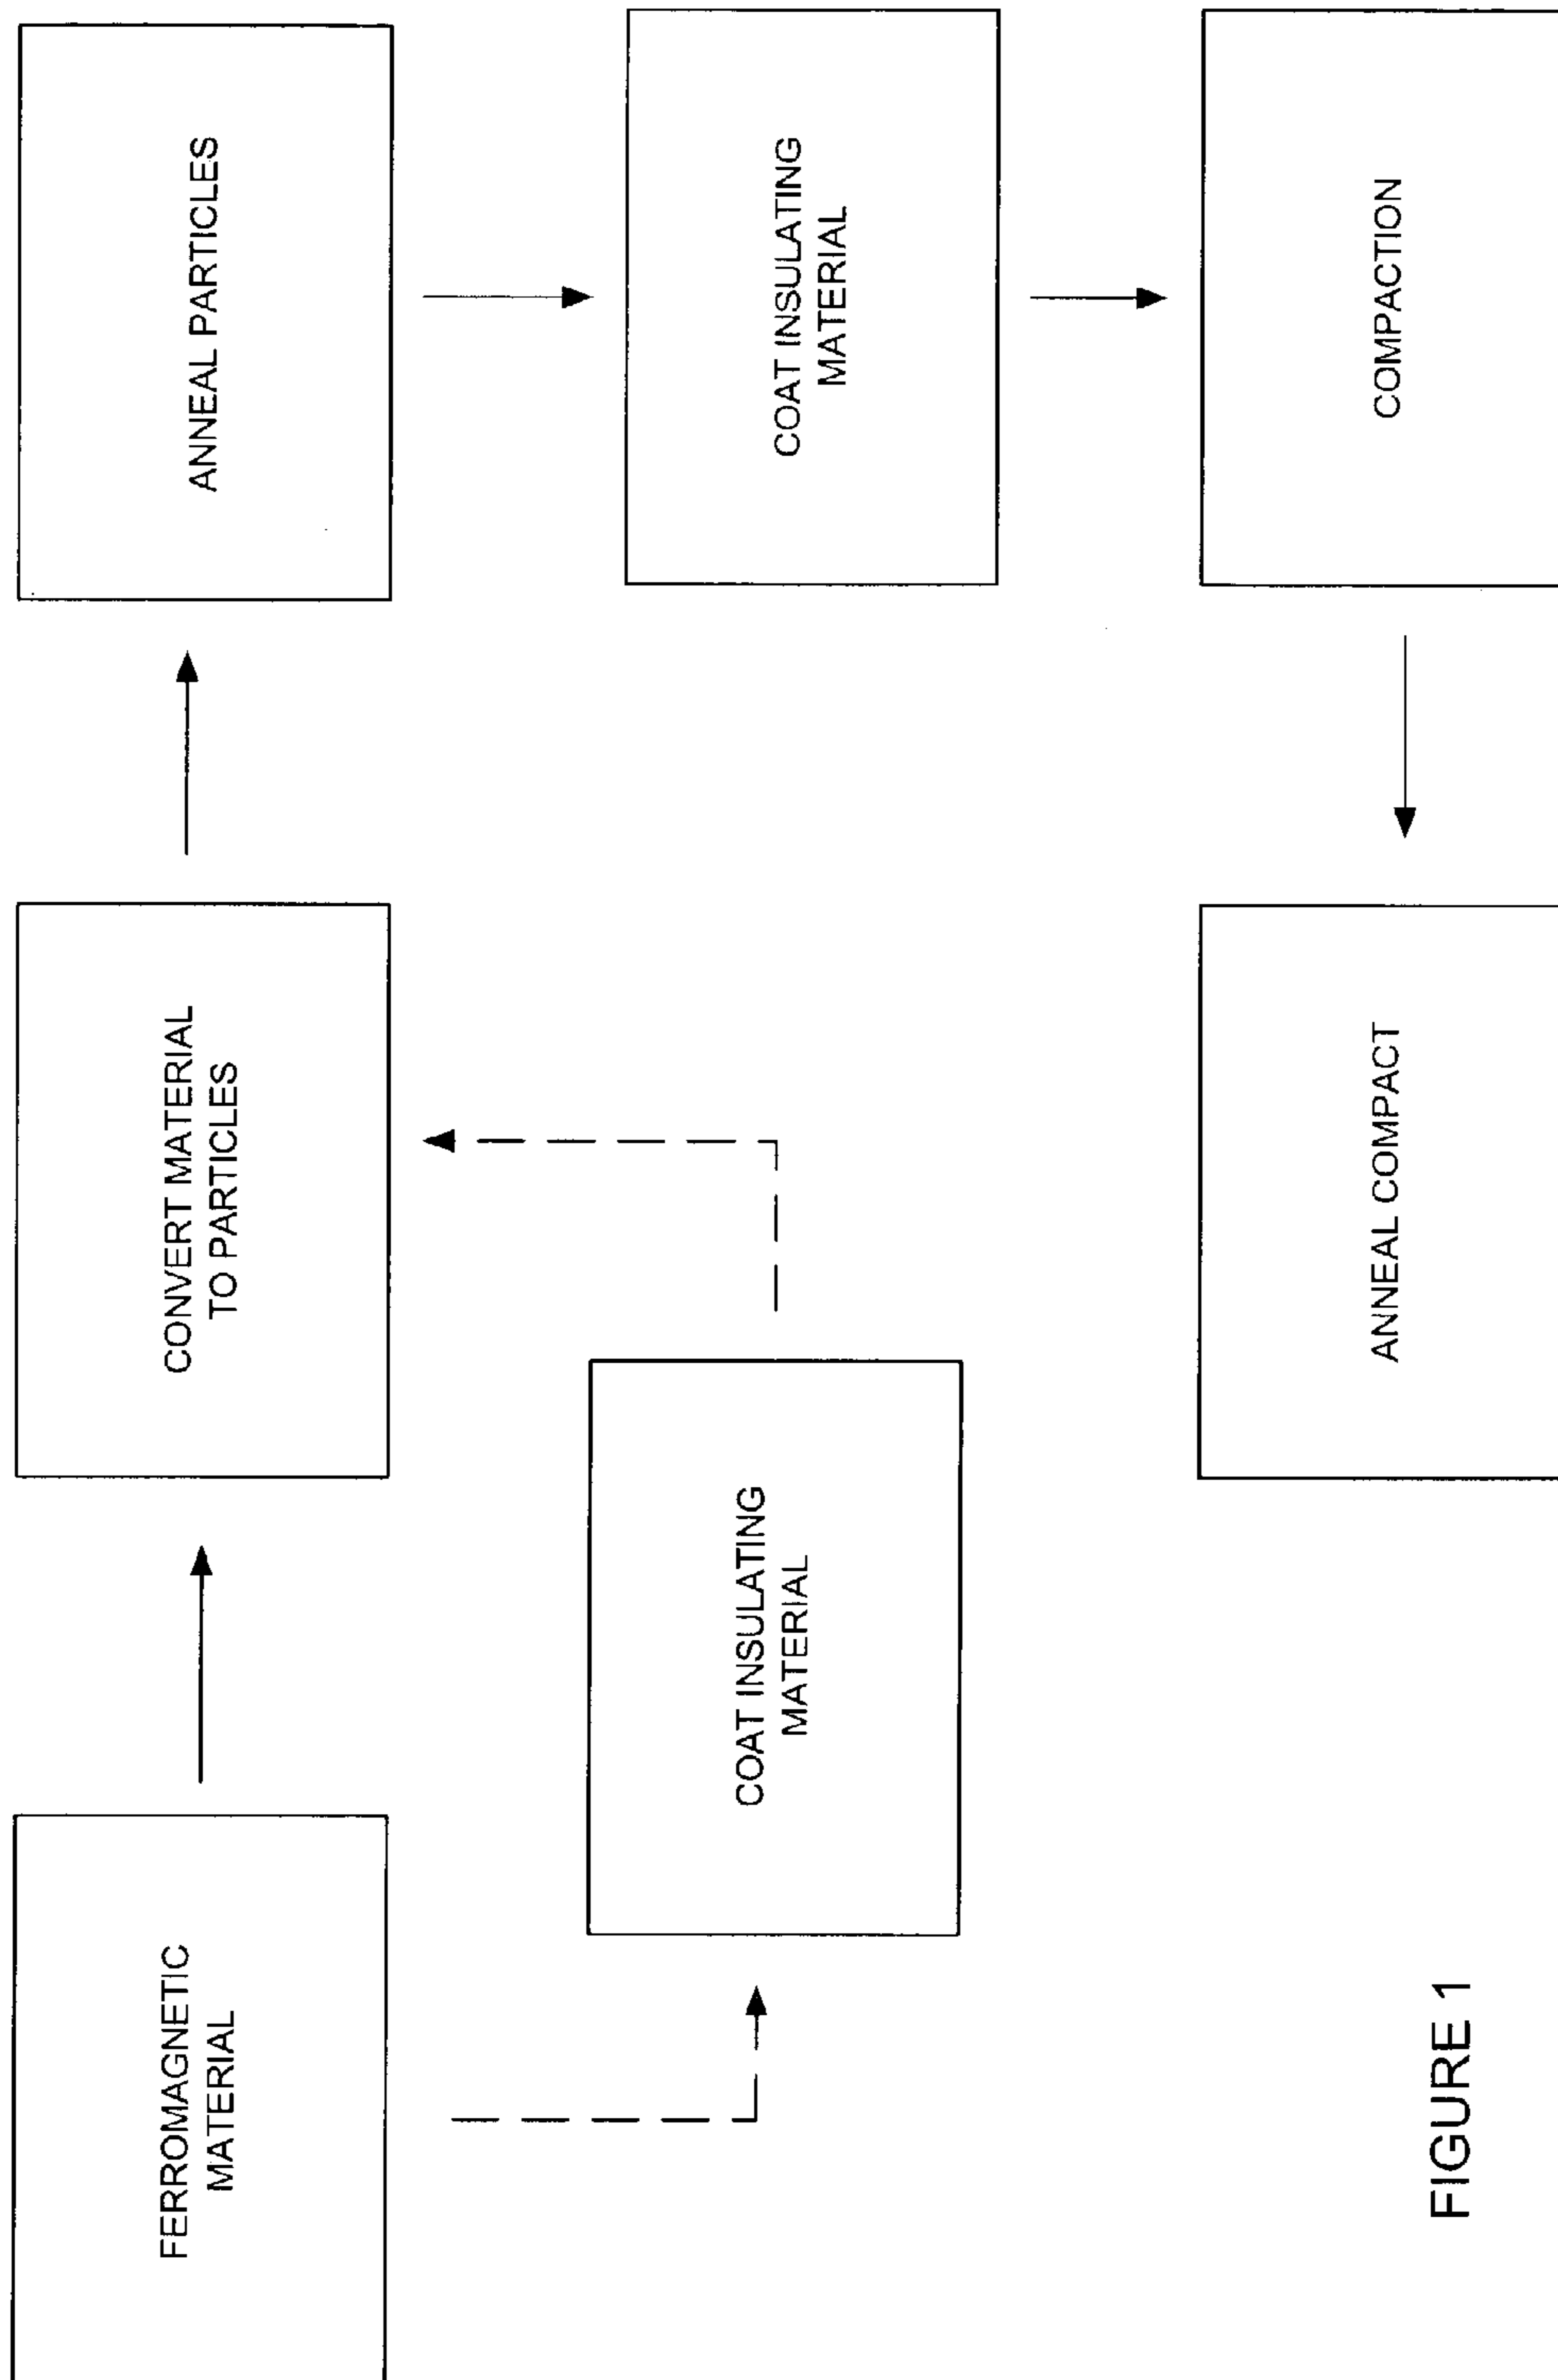 FERROMAGNETIC
MATERIAL
CONVERT MATERIAL
TO PARTICLES
ANNEAL PARTICLES
COAT INSULATING
MATERIAL
COAT INSULATING
MATERIAL
COMPACTION
ANNEAL COMPACT
FIGURE 1